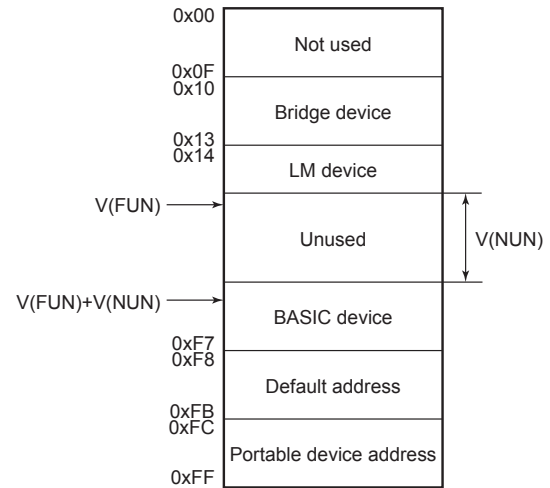 0x00
Not used
0x0F
0x10
Bridge device
0x13
0x14
LM device
V(FUN)
Unused
V(NUN)
V(FUN)+V(NUN)
BASIC device
0xF7
0xF8
Default address
0xFB
0xFC
Portable device address
0xFF